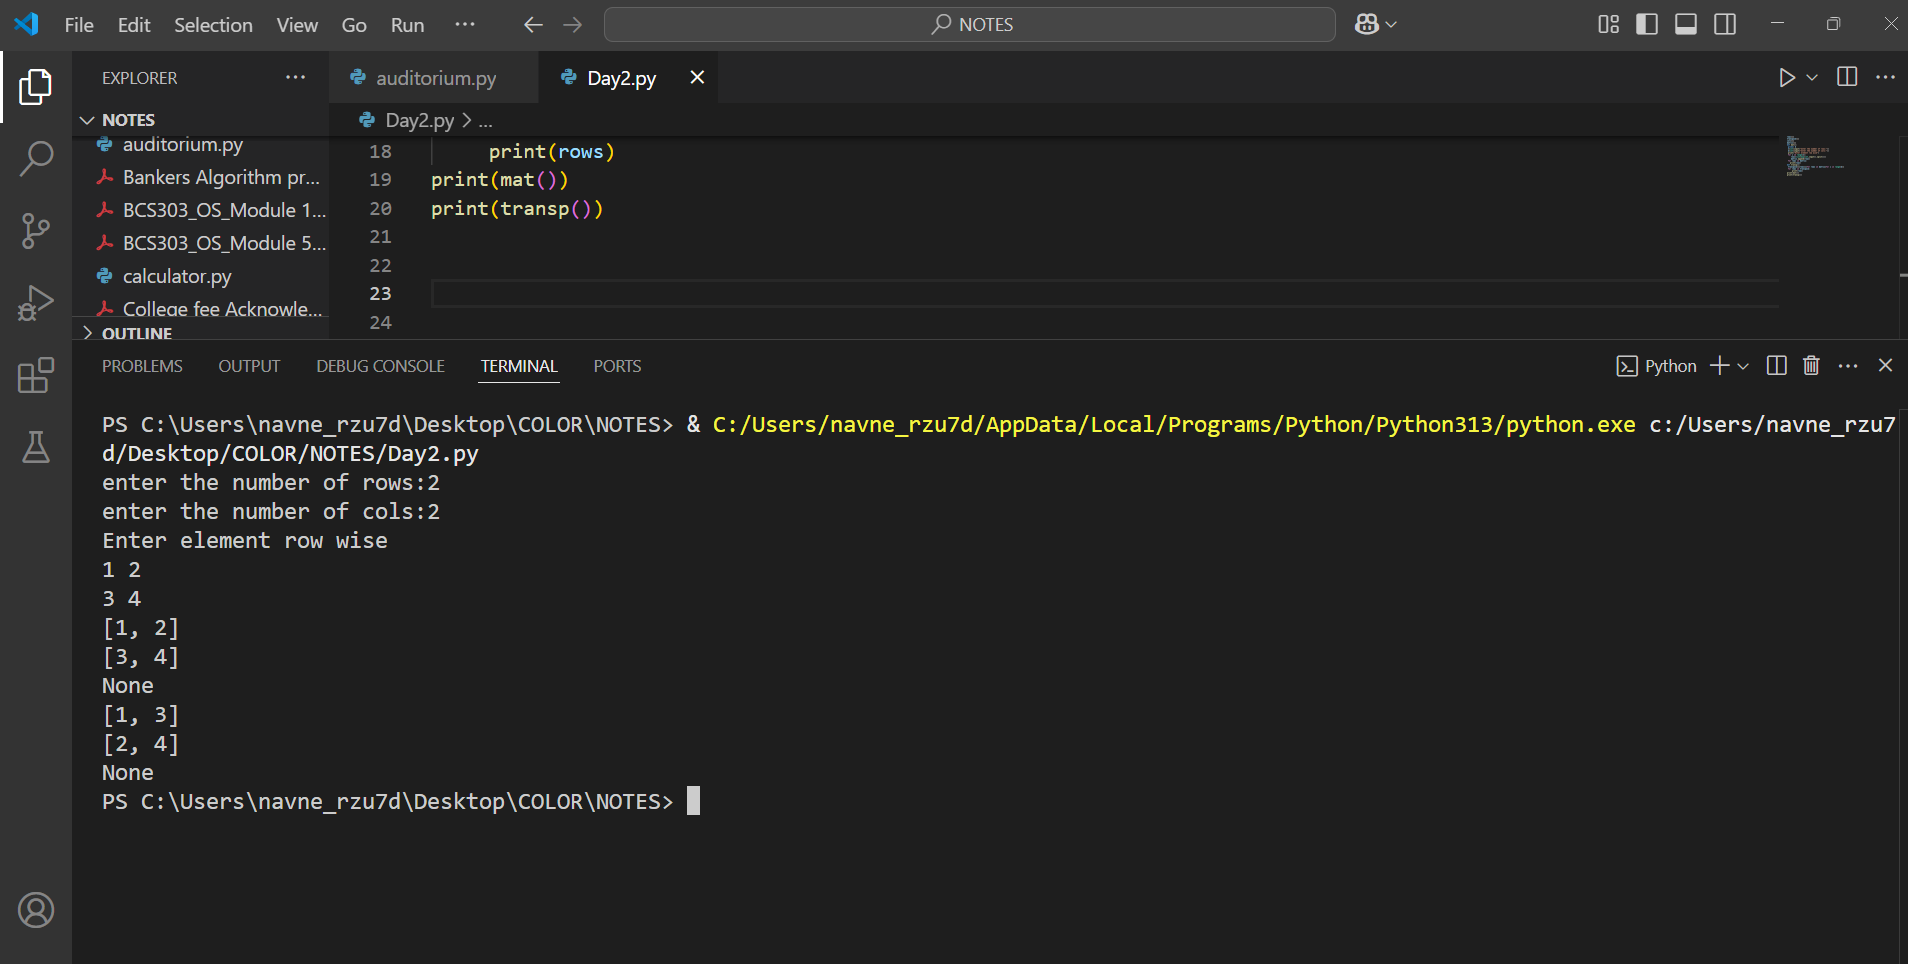 File Edit Selection View Go Run ··· NOTES
EXPLORER ···
NOTES
auditorium.py
Bankers Algorithm pr...
BCS303_OS_Module 1...
BCS303_OS_Module 5...
calculator.py
College fee Acknowle...
OUTLINE
auditorium.py Day2.py
Day2.py > ...
18 print(rows)
19 print(mat())
20 print(transp())
21
22
23
24
PROBLEMS OUTPUT DEBUG CONSOLE TERMINAL PORTS Python
PS C:\Users\navne_rzu7d\Desktop\COLOR\NOTES> & C:/Users/navne_rzu7d/AppData/Local/Programs/Python/Python313/python.exe c:/Users/navne_rzu7
d/Desktop/COLOR/NOTES/Day2.py
enter the number of rows:2
enter the number of cols:2
Enter element row wise
1 2
3 4
[1, 2]
[3, 4]
None
[1, 3]
[2, 4]
None
PS C:\Users\navne_rzu7d\Desktop\COLOR\NOTES>